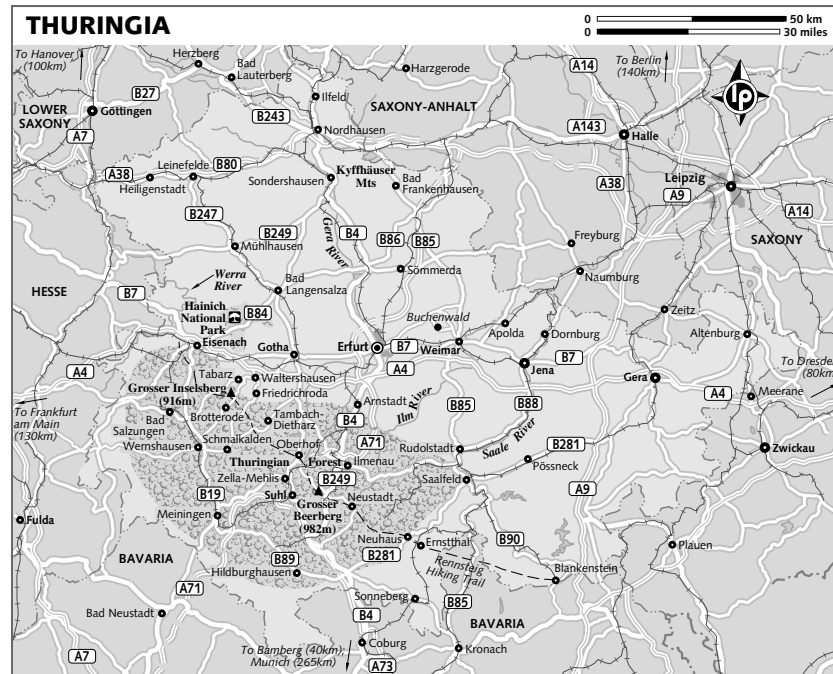 THURINGIA
0 50 km
0 30 miles
To Hanover
(100km)
Herzberg
Bad
Lauterberg
Harzgerode
A14
To Berlin
(140km)
lp
B27
LOWER
SAXONY
Göttingen
A7
Ilfeld
B243
SAXONY-ANHALT
Nordhausen
A143
Halle
Leinefelde
B80
A38
Heiligenstadt
Sondershausen
Kyffhäuser
Mts
Bad
Frankenhausen
A38
Leipzig
A9
A14
B247
B249
Mühlhausen
Gera River
B4
B86
B85
Freyburg
SAXONY
Werra
River
Sömmerda
Naumburg
HESSE
B7
Bad
Langensalza
Hainich
National
Park
B84
Buchenwald
Zeitz
Eisenach
Gotha
Erfurt
B7
Weimar
Apolda
Dornburg
Altenburg
Jena
B7
To Dresden
(80km)
A4
Tabarz
Waltershausen
A4
Gera
A4
Meerane
Grosser Inselsberg
(916m)
Friedrichroda
Arnstadt
Ilm River
B88
To Frankfurt
am Main
(130km)
Bad
Salzungen
Brotterode
Tambach-
Dietharz
B4
B85
Saale River
Wernshausen
Schmalkalden
Oberhof
A71
Rudolstadt
B281
Zwickau
Thuringian
Forest
Ilmenau
Pössneck
Zella-Mehlis
B249
Saalfeld
B19
Suhl
Grosser
Beerberg
(982m)
Neustadt
A9
Fulda
Meiningen
Neuhaus
Ernstthal
B90
Plauen
BAVARIA
B89
B281
Rennsteig
Hiking Trail
Blankenstein
A71
Hildburghausen
Sonneberg
B85
Bad Neustadt
B4
BAVARIA
To Bamberg (40km);
Munich (265km)
Coburg
Kronach
A7
A73